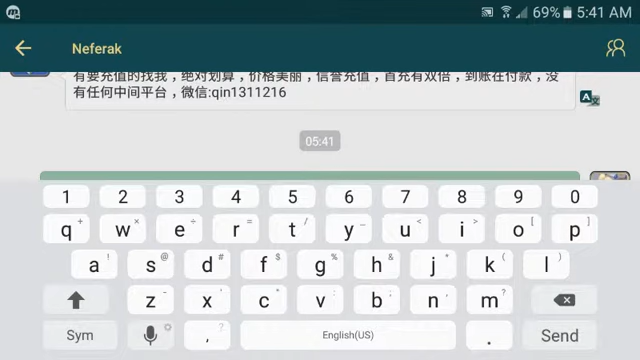 69% 5:41 AM
Neferak
有要充值的找我，绝对划算，价格美丽，信誉充值，首充有双倍，到账在付款，没
有任何中间平台，微信:qin1311216
A 文
05:41
1 2 3 4 5 6 7 8 9 0
q + w × e ÷ r = t / y _ u < i > o [ p ]
a ! s @ d # f $ g % h & j * k ( l )
z - x ' c " v : b ; n , m ?
Sym , ? English(US) . Send